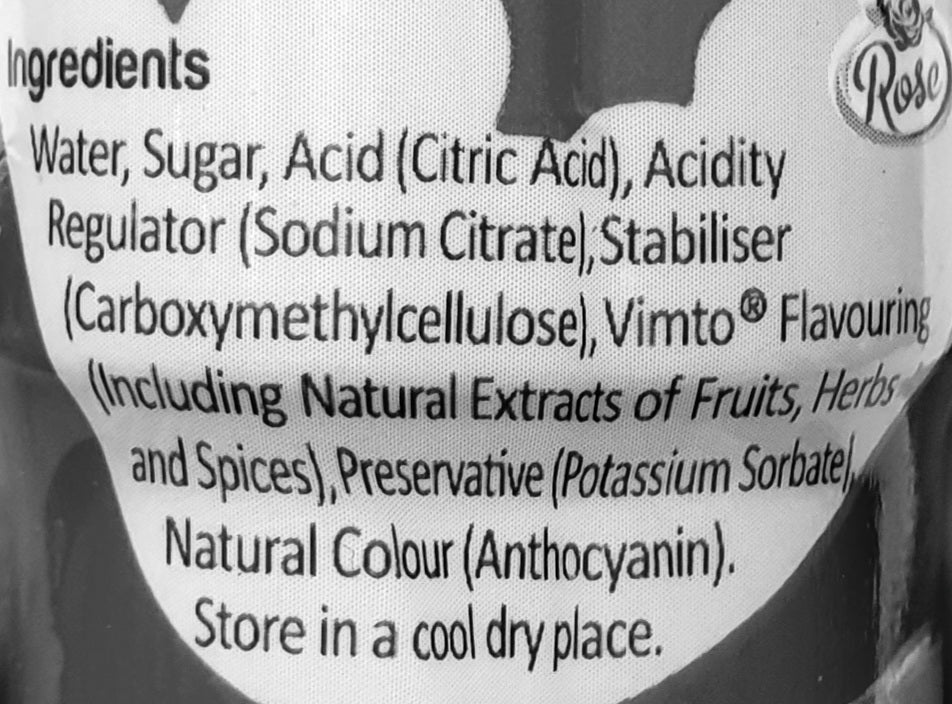 Rose
Ingredients
Water, Sugar, Acid (Citric Acid), Acidity
Regulator (Sodium Citrate), Stabiliser
(Carboxymethylcellulose), Vimto® Flavouring
(Including Natural Extracts of Fruits, Herbs
and Spices), Preservative (Potassium Sorbate),
Natural Colour (Anthocyanin).
Store in a cool dry place.